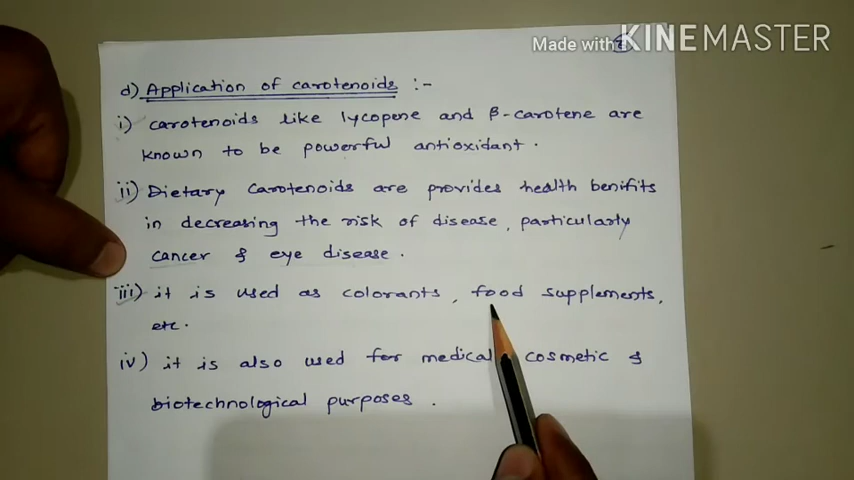 Made with KINEMASTER
d) Application of carotenoids :-
i) carotenoids like lycopene and β-carotene are
known to be powerful antioxidant.
ii) Dietary carotenoids are provides health benifits
in decreasing the risk of disease, particularly
cancer & eye disease.
iii) it is used as colorants, food supplements,
etc.
iv) it is also used for medical cosmetic &
biotechnological purposes.